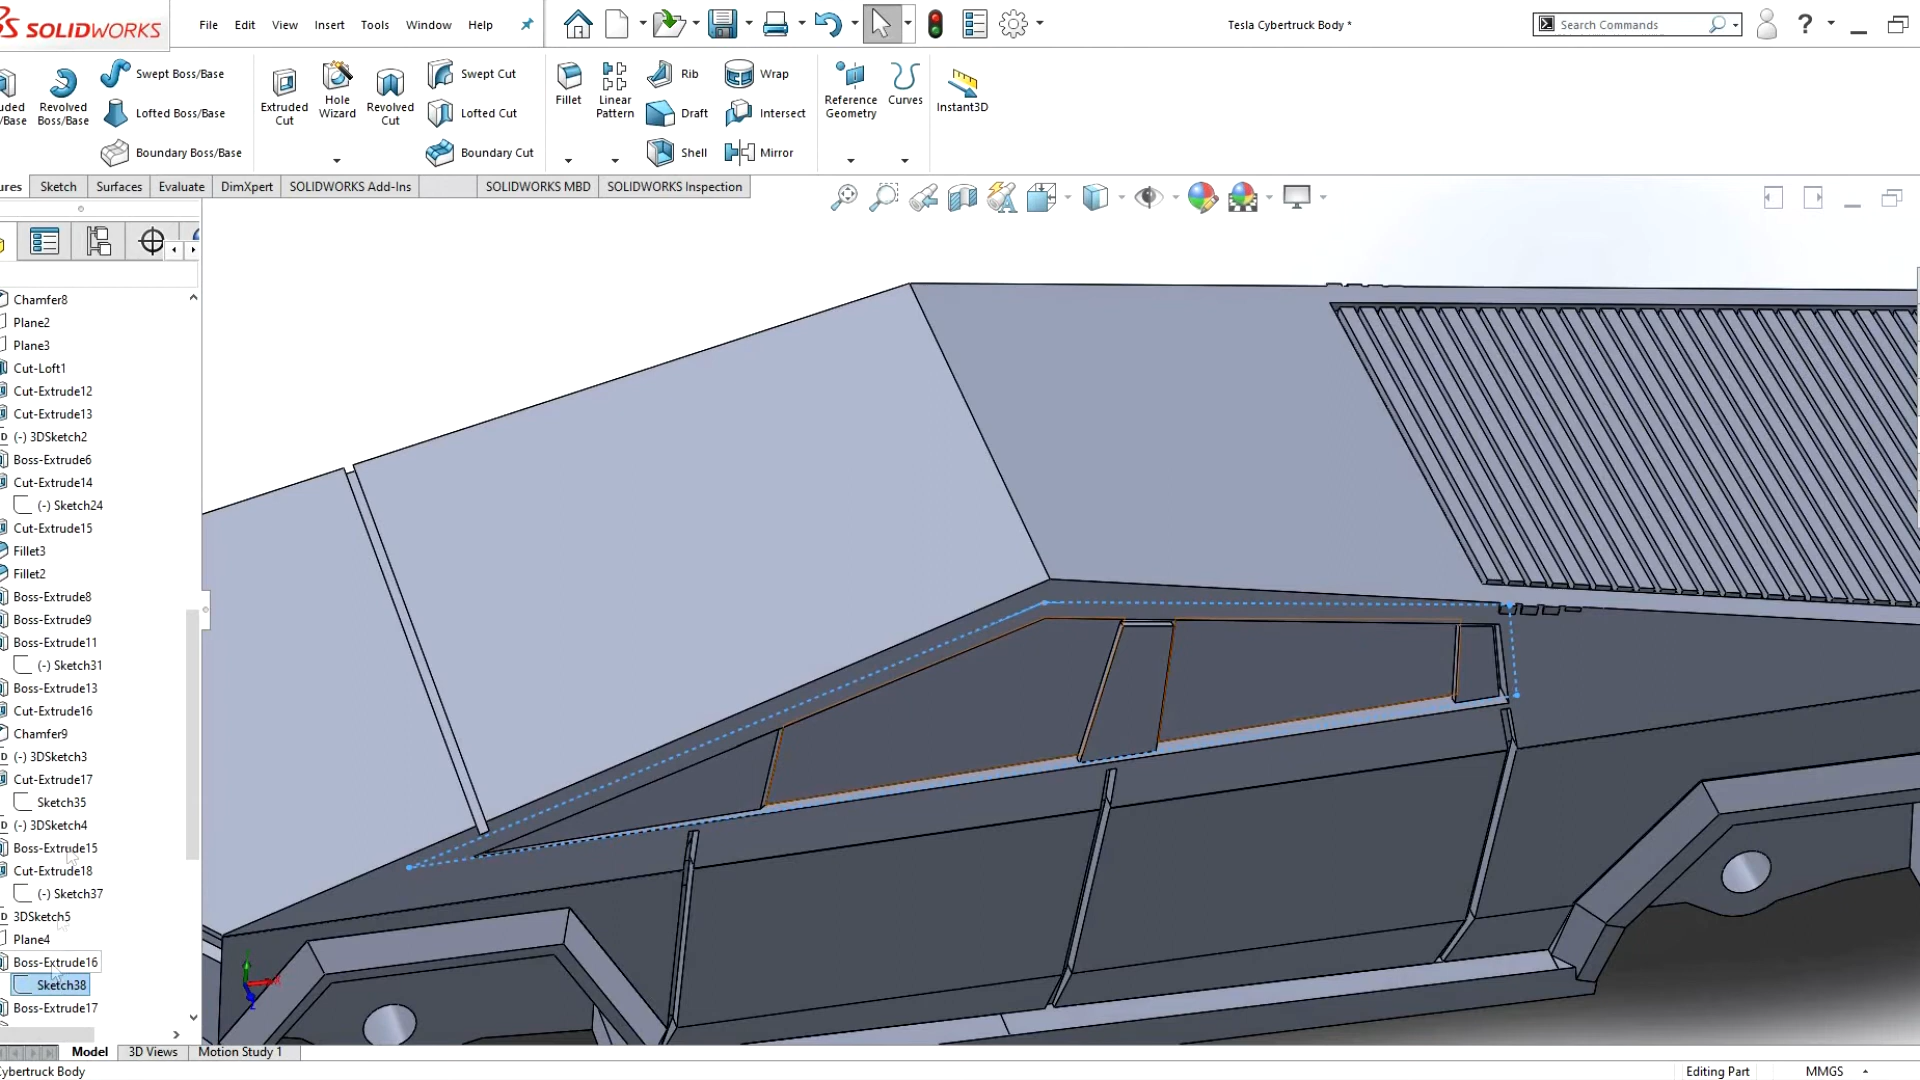 SOLIDWORKS
File Edit View Insert Tools Window Help
Tesla Cybertruck Body *
Search Commands
?
Revolved Boss/Base
Swept Boss/Base
Lofted Boss/Base
Boundary Boss/Base
Extruded Cut
Hole Wizard
Revolved Cut
Swept Cut
Lofted Cut
Boundary Cut
Fillet
Linear Pattern
Rib
Draft
Shell
Wrap
Intersect
Mirror
Reference Geometry
Curves
Instant3D
ures Sketch Surfaces Evaluate DimXpert SOLIDWORKS Add-Ins SOLIDWORKS MBD SOLIDWORKS Inspection
Chamfer8
Plane2
Plane3
Cut-Loft1
Cut-Extrude12
Cut-Extrude13
(-) 3DSketch2
Boss-Extrude6
Cut-Extrude14
(-) Sketch24
Cut-Extrude15
Fillet3
Fillet2
Boss-Extrude8
Boss-Extrude9
Boss-Extrude11
(-) Sketch31
Boss-Extrude13
Cut-Extrude16
Chamfer9
(-) 3DSketch3
Cut-Extrude17
Sketch35
(-) 3DSketch4
Boss-Extrude15
Cut-Extrude18
(-) Sketch37
3DSketch5
Plane4
Boss-Extrude16
Sketch38
Boss-Extrude17
Model 3D Views Motion Study 1
Cybertruck Body Editing Part MMGS